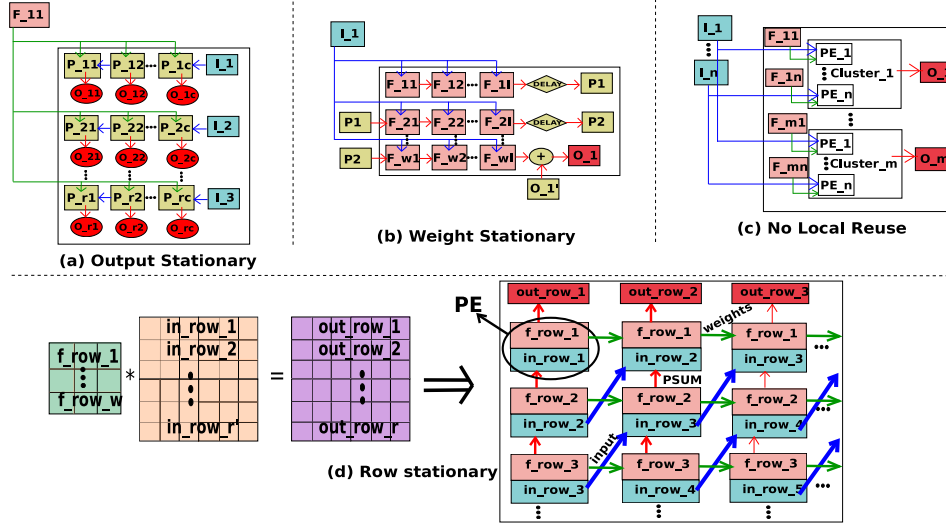 F_11
P_11 P_12 P_1c I_1
O_11 O_12 O_1c
P_21 P_22 P_2c I_2
O_21 O_22 O_2c
P_r1 P_r2 P_rc I_3
O_r1 O_r2 O_rc
(a) Output Stationary
I_1
F_11 F_12 F_1l DELAY P1
P1 F_21 F_22 F_2l DELAY P2
P2 F_w1 F_w2 F_wl + O_1
O_1'
(b) Weight Stationary
I_1
I_n
F_11
PE_1
Cluster_1
F_1n
PE_n
F_m1
PE_1
Cluster_m
F_mn
PE_n
O_m
(c) No Local Reuse
f_row_1
f_row_w
*
in_row_1
in_row_2
in_row_r'
=
out_row_1
out_row_2
out_row_r
PE
out_row_1 out_row_2 out_row_3
weights
f_row_1 f_row_1 f_row_1
in_row_1 in_row_2 in_row_3
PSUM
f_row_2 f_row_2 f_row_2
in_row_2 in_row_3 in_row_4
input
f_row_3 f_row_3 f_row_3
in_row_3 in_row_4 in_row_5
(d) Row stationary